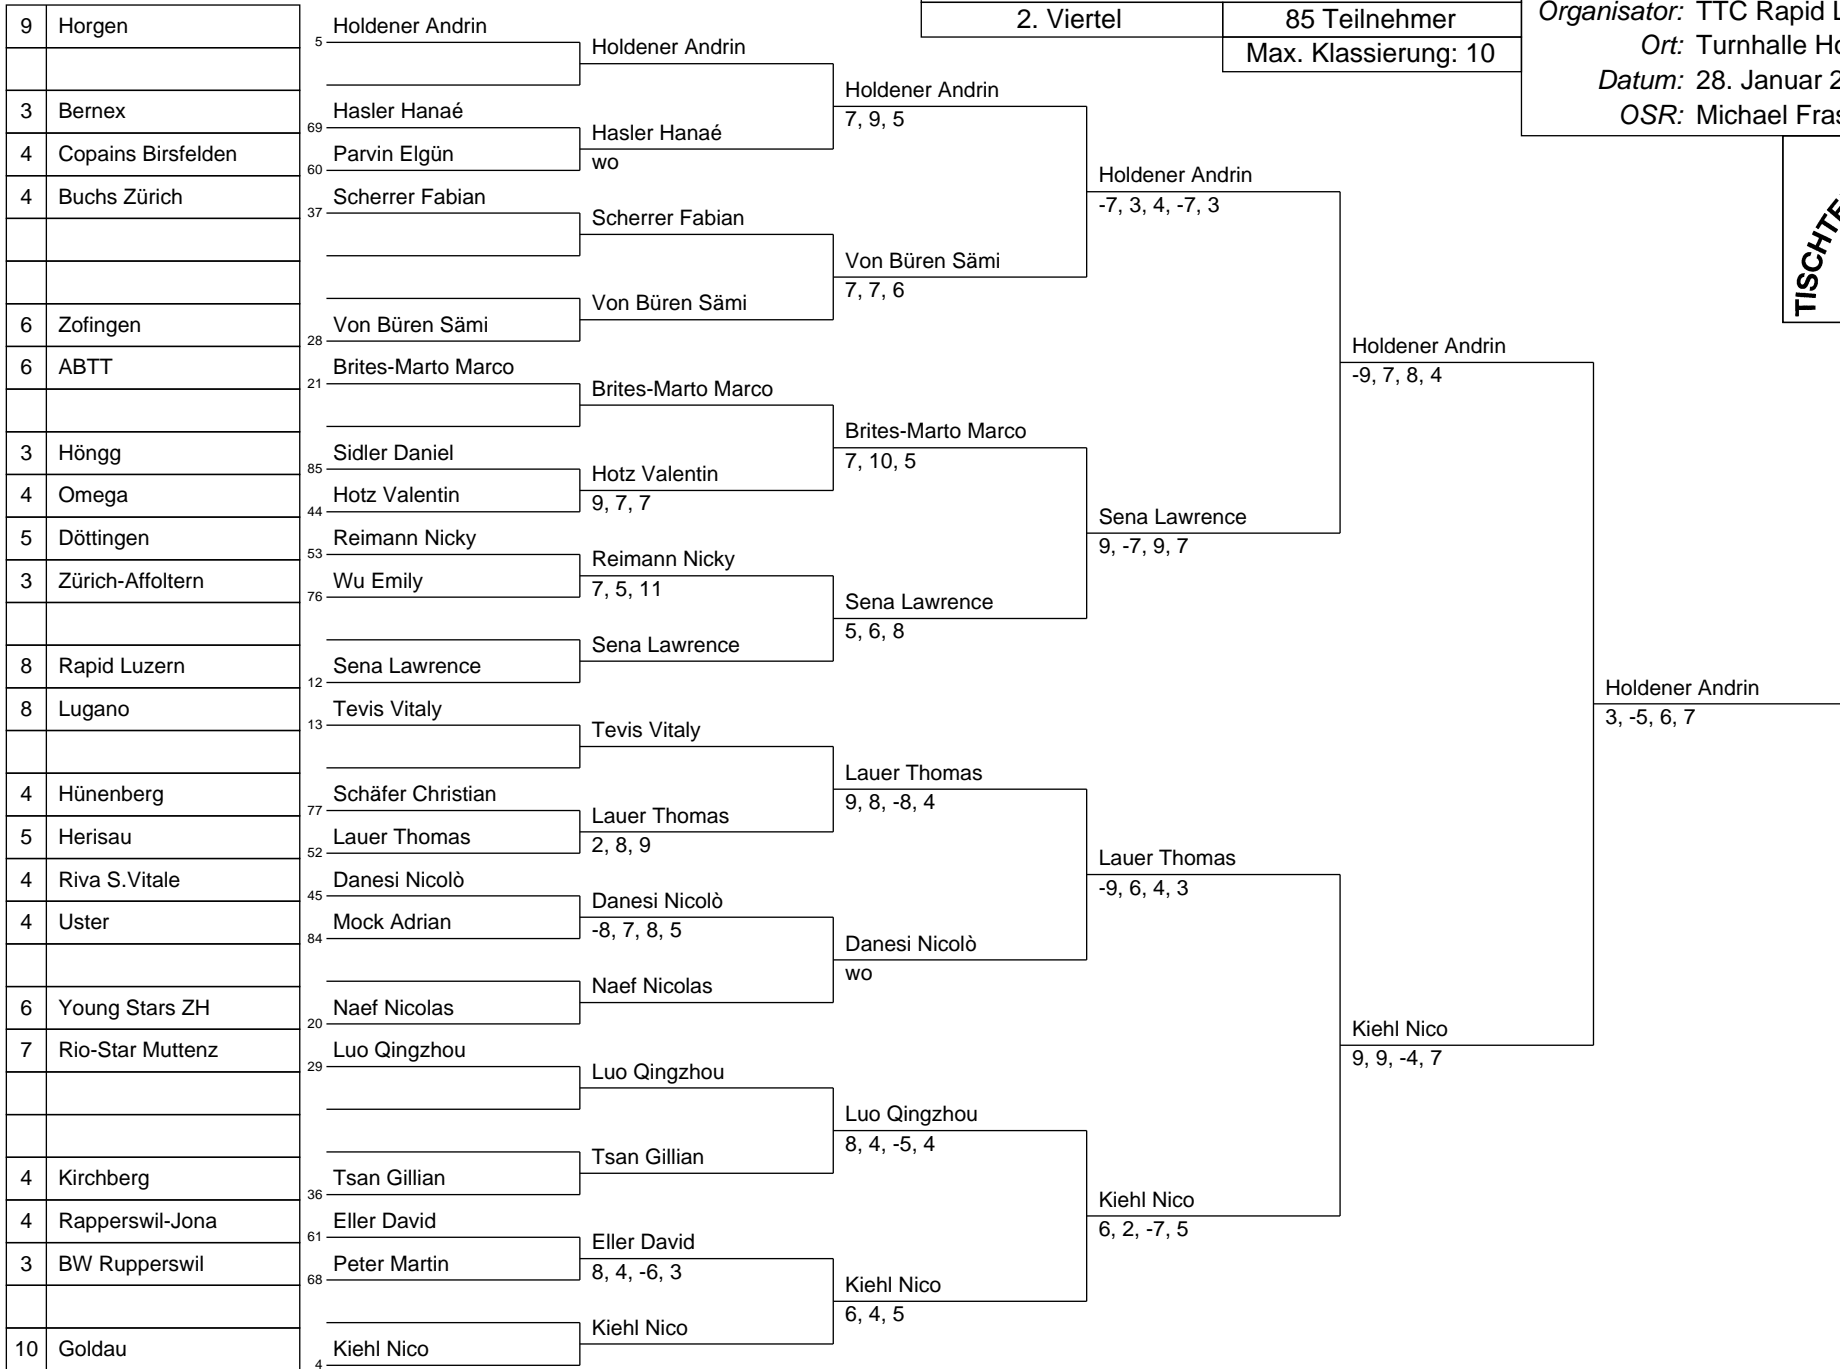 2. Viertel 85 Teilnehmer
Max. Klassierung: 10
Organisator: TTC Rapid
Ort: Turnhalle
Datum: 28. Januar
OSR: Michael
9 Horgen 5 Holdener Andrin
Holdener Andrin
Holdener Andrin
7, 9, 5
3 Bernex 69 Hasler Hanaé
Hasler Hanaé
wo
4 Copains Birsfelden 60 Parvin Elgün
Holdener Andrin
-7, 3, 4, -7, 3
4 Buchs Zürich 37 Scherrer Fabian
Scherrer Fabian
Von Büren Sämi
7, 7, 6
Von Büren Sämi
6 Zofingen 28 Von Büren Sämi
Holdener Andrin
-9, 7, 8, 4
6 ABTT 21 Brites-Marto Marco
Brites-Marto Marco
Brites-Marto Marco
7, 10, 5
3 Höngg 85 Sidler Daniel
Hotz Valentin
9, 7, 7
4 Omega 44 Hotz Valentin
Sena Lawrence
9, -7, 9, 7
5 Döttingen 53 Reimann Nicky
Reimann Nicky
7, 5, 11
3 Zürich-Affoltern 76 Wu Emily
Sena Lawrence
5, 6, 8
Sena Lawrence
8 Rapid Luzern 12 Sena Lawrence
Holdener Andrin
3, -5, 6, 7
8 Lugano 13 Tevis Vitaly
Tevis Vitaly
Lauer Thomas
9, 8, -8, 4
4 Hünenberg 77 Schäfer Christian
Lauer Thomas
2, 8, 9
5 Herisau 52 Lauer Thomas
Lauer Thomas
-9, 6, 4, 3
4 Riva S.Vitale 45 Danesi Nicolò
Danesi Nicolò
-8, 7, 8, 5
4 Uster 84 Mock Adrian
Danesi Nicolò
wo
Naef Nicolas
6 Young Stars ZH 20 Naef Nicolas
Kiehl Nico
9, 9, -4, 7
7 Rio-Star Muttenz 29 Luo Qingzhou
Luo Qingzhou
Luo Qingzhou
8, 4, -5, 4
Tsan Gillian
4 Kirchberg 36 Tsan Gillian
Kiehl Nico
6, 2, -7, 5
4 Rapperswil-Jona 61 Eller David
Eller David
8, 4, -6, 3
3 BW Rupperswil 68 Peter Martin
Kiehl Nico
6, 4, 5
Kiehl Nico
10 Goldau 4 Kiehl Nico